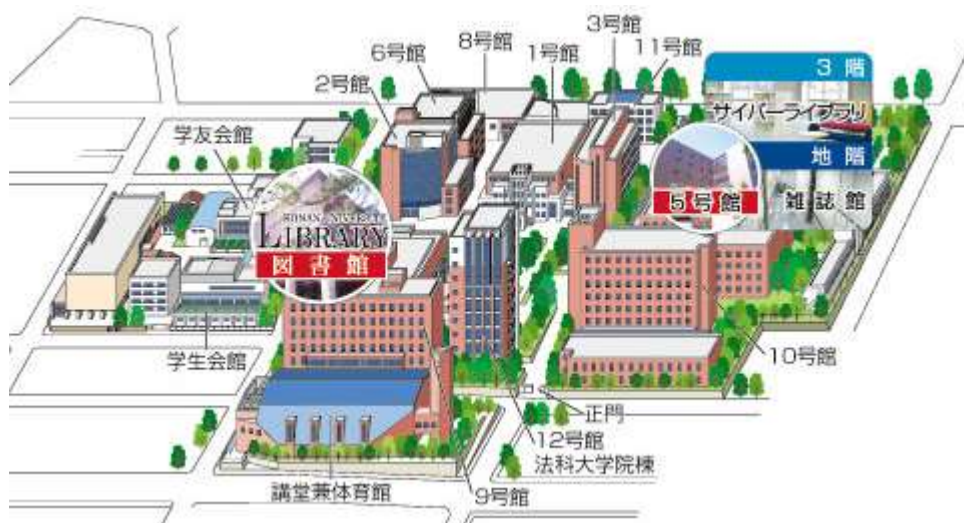 3号館
8号館
11号館
6号館
1号館
3 階
2号館
サイバーライブラリ
学友会館
地 階
5号館
雑 誌 館
KONAN UNIVERSITY
LIBRARY
図書館
学生会館
10号館
正門
12号館
法科大学院棟
講堂兼体育館
9号館